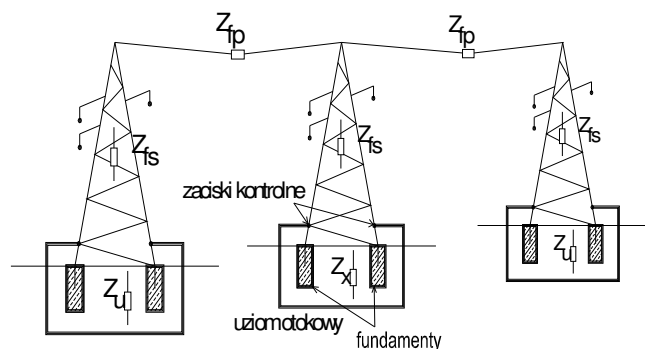 Zfp
Zfp
Zfs
Zfs
Zfs
zaciski kontrolne
Zu
Zx
Zu
uziom otokowy
fundamenty